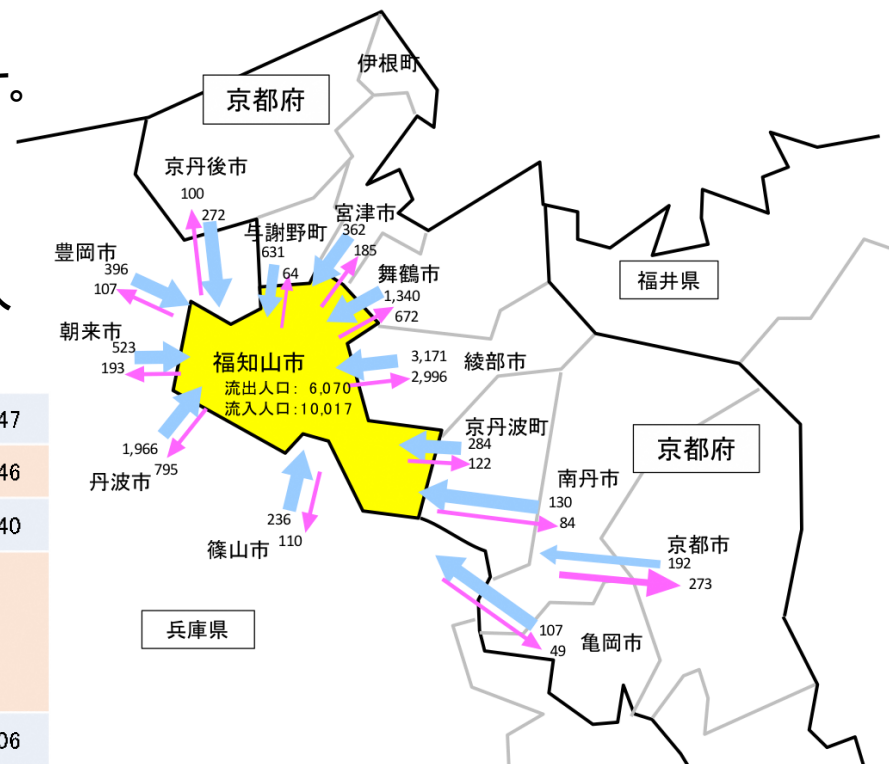 す。
伊根町
京都府
京丹後市
100
272
宮津市
362
185
与謝野町
631
64
豊岡市
396
107
舞鶴市
1,340
672
福井県
人
朝来市
523
193
福知山市
流出人口： 6,070
流入人口：10,017
3,171
2,996
綾部市
47
46
40
06
京丹波町
284
122
京都府
1,966
795
丹波市
南丹市
130
84
236
110
篠山市
京都市
192
273
兵庫県
107
49
亀岡市